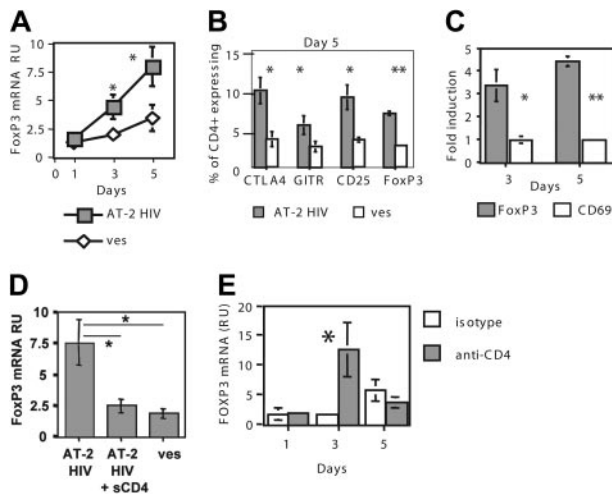 A
FoxP3 mRNA RU
10
7.5
5
2.5
0
*
*
1
3
5
Days
AT-2 HIV
ves
B
Day 5
% of CD4+ expressing
15
10
5
0
*
*
*
**
CTLA4
GITR
CD25
FoxP3
AT-2 HIV
ves
C
Fold induction
5
4
3
2
1
0
*
**
3
5
Days
FoxP3
CD69
D
FoxP3 mRNA RU
10
7.5
5
2.5
0
*
*
AT-2
HIV
AT-2
HIV
+ sCD4
ves
E
FOXP3 mRNA (RU)
20
15
10
5
0
*
1
3
5
Days
isotype
anti-CD4